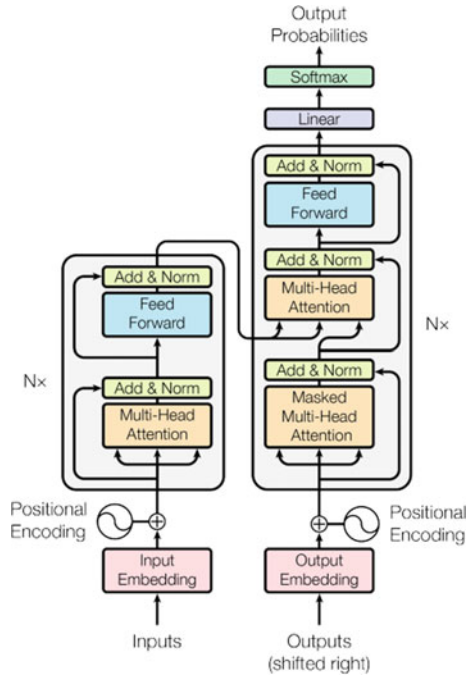 Output
Probabilities
Softmax
Linear
Add & Norm
Feed
Forward
Add & Norm
Multi-Head
Attention
Add & Norm
Masked
Multi-Head
Attention
Nx
Add & Norm
Feed
Forward
Add & Norm
Multi-Head
Attention
Nx
Positional
Encoding
Positional
Encoding
Input
Embedding
Output
Embedding
Inputs
Outputs
(shifted right)